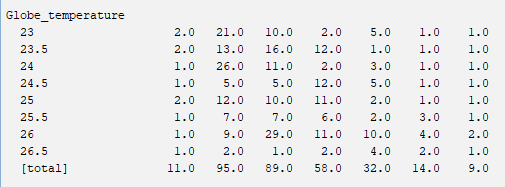 Globe_temperature
23 2.0 21.0 10.0 2.0 5.0 1.0 1.0
23.5 2.0 13.0 16.0 12.0 1.0 1.0 1.0
24 1.0 26.0 11.0 2.0 3.0 1.0 1.0
24.5 1.0 5.0 5.0 12.0 5.0 1.0 1.0
25 2.0 12.0 10.0 11.0 2.0 1.0 1.0
25.5 1.0 7.0 7.0 6.0 2.0 3.0 1.0
26 1.0 9.0 29.0 11.0 10.0 4.0 2.0
26.5 1.0 2.0 1.0 2.0 4.0 2.0 1.0
[total] 11.0 95.0 89.0 58.0 32.0 14.0 9.0